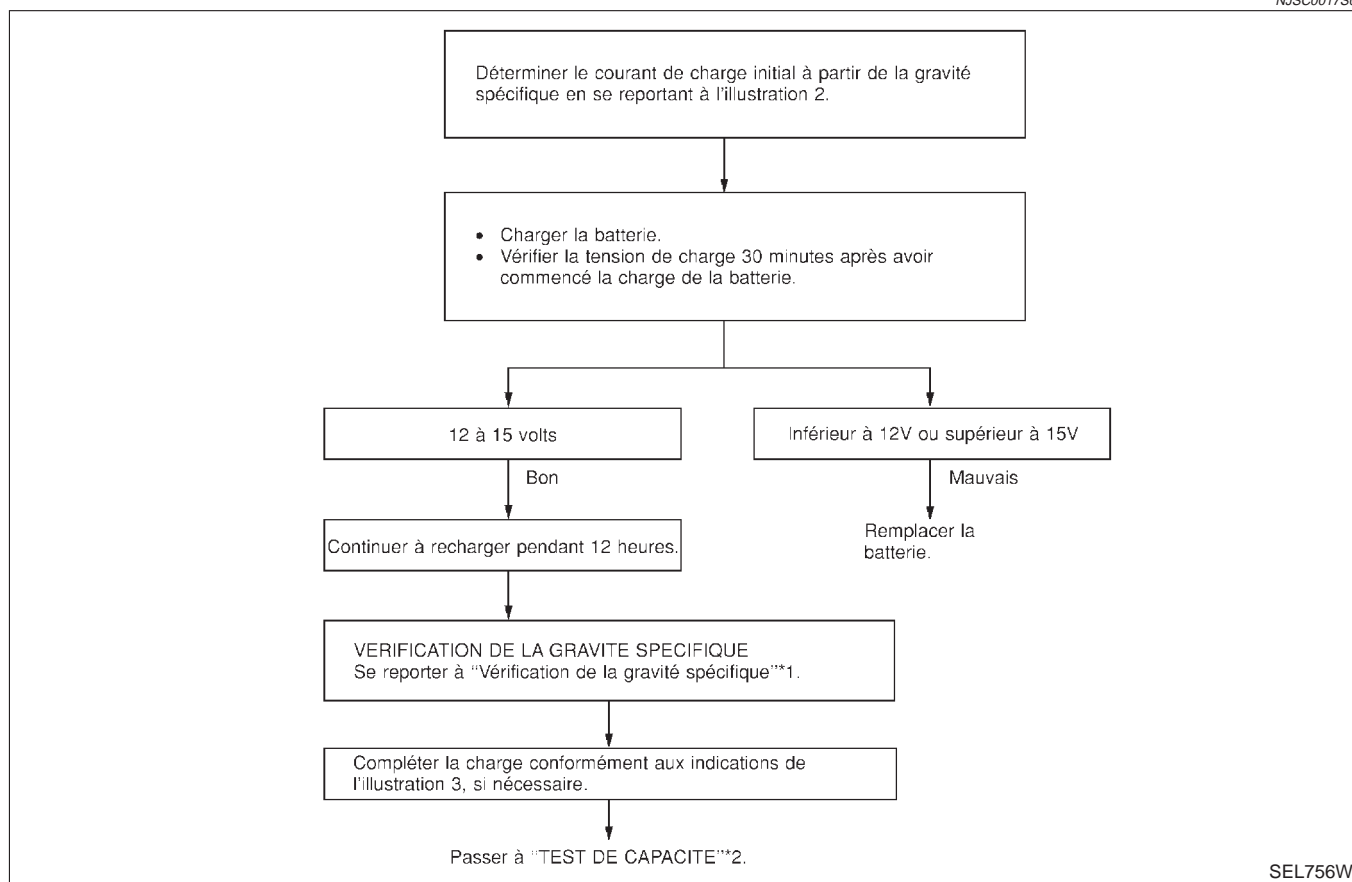 Déterminer le courant de charge initial à partir de la gravité
spécifique en se reportant à l'illustration 2.
• Charger la batterie.
• Vérifier la tension de charge 30 minutes après avoir
commencé la charge de la batterie.
12 à 15 volts
Inférieur à 12V ou supérieur à 15V
Bon
Mauvais
Continuer à recharger pendant 12 heures.
Remplacer la
batterie.
VERIFICATION DE LA GRAVITE SPECIFIQUE
Se reporter à “Vérification de la gravité spécifique”*1.
Compléter la charge conformément aux indications de
l'illustration 3, si nécessaire.
Passer à “TEST DE CAPACITE”*2.
SEL756W